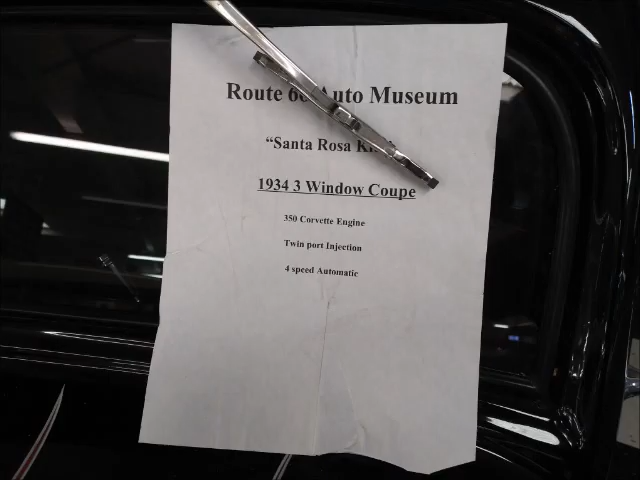 Route 66 Auto Museum
“Santa Rosa
1934 3 Window Coupe
350 Corvette Engine
Twin port Injection
4 speed Automatic